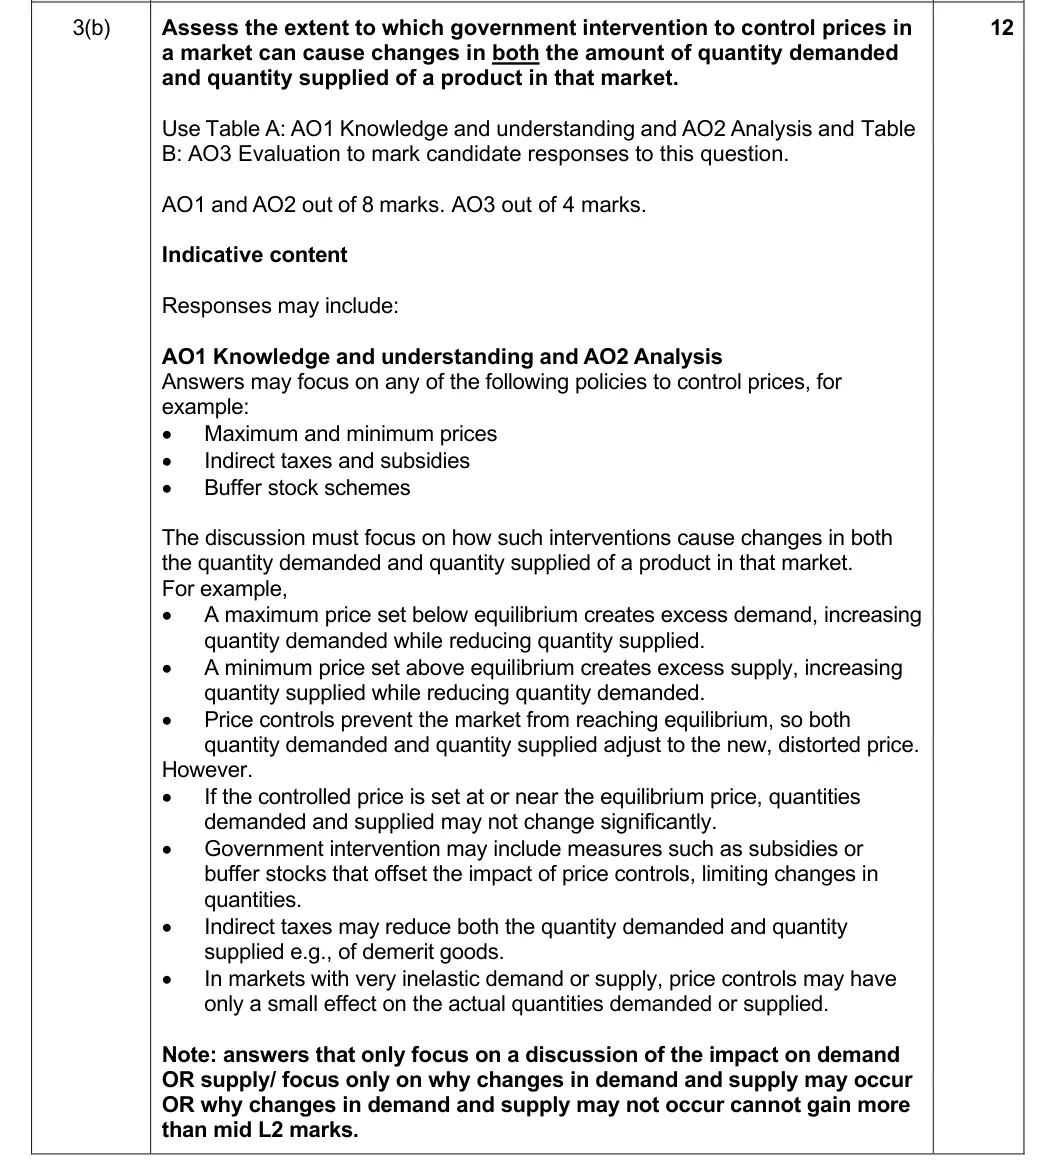 3(b)
Assess the extent to which government intervention to control prices in
a market can cause changes in both the amount of quantity demanded
and quantity supplied of a product in that market.
12
Use Table A: AO1 Knowledge and understanding and AO2 Analysis and Table
B: AO3 Evaluation to mark candidate responses to this question.
AO1 and AO2 out of 8 marks. AO3 out of 4 marks.
Indicative content
Responses may include:
AO1 Knowledge and understanding and AO2 Analysis
Answers may focus on any of the following policies to control prices, for
example:
• Maximum and minimum prices
• Indirect taxes and subsidies
• Buffer stock schemes
The discussion must focus on how such interventions cause changes in both
the quantity demanded and quantity supplied of a product in that market.
For example,
• A maximum price set below equilibrium creates excess demand, increasing
quantity demanded while reducing quantity supplied.
• A minimum price set above equilibrium creates excess supply, increasing
quantity supplied while reducing quantity demanded.
• Price controls prevent the market from reaching equilibrium, so both
quantity demanded and quantity supplied adjust to the new, distorted price.
However.
• If the controlled price is set at or near the equilibrium price, quantities
demanded and supplied may not change significantly.
• Government intervention may include measures such as subsidies or
buffer stocks that offset the impact of price controls, limiting changes in
quantities.
• Indirect taxes may reduce both the quantity demanded and quantity
supplied e.g., of demerit goods.
• In markets with very inelastic demand or supply, price controls may have
only a small effect on the actual quantities demanded or supplied.
Note: answers that only focus on a discussion of the impact on demand
OR supply/ focus only on why changes in demand and supply may occur
OR why changes in demand and supply may not occur cannot gain more
than mid L2 marks.